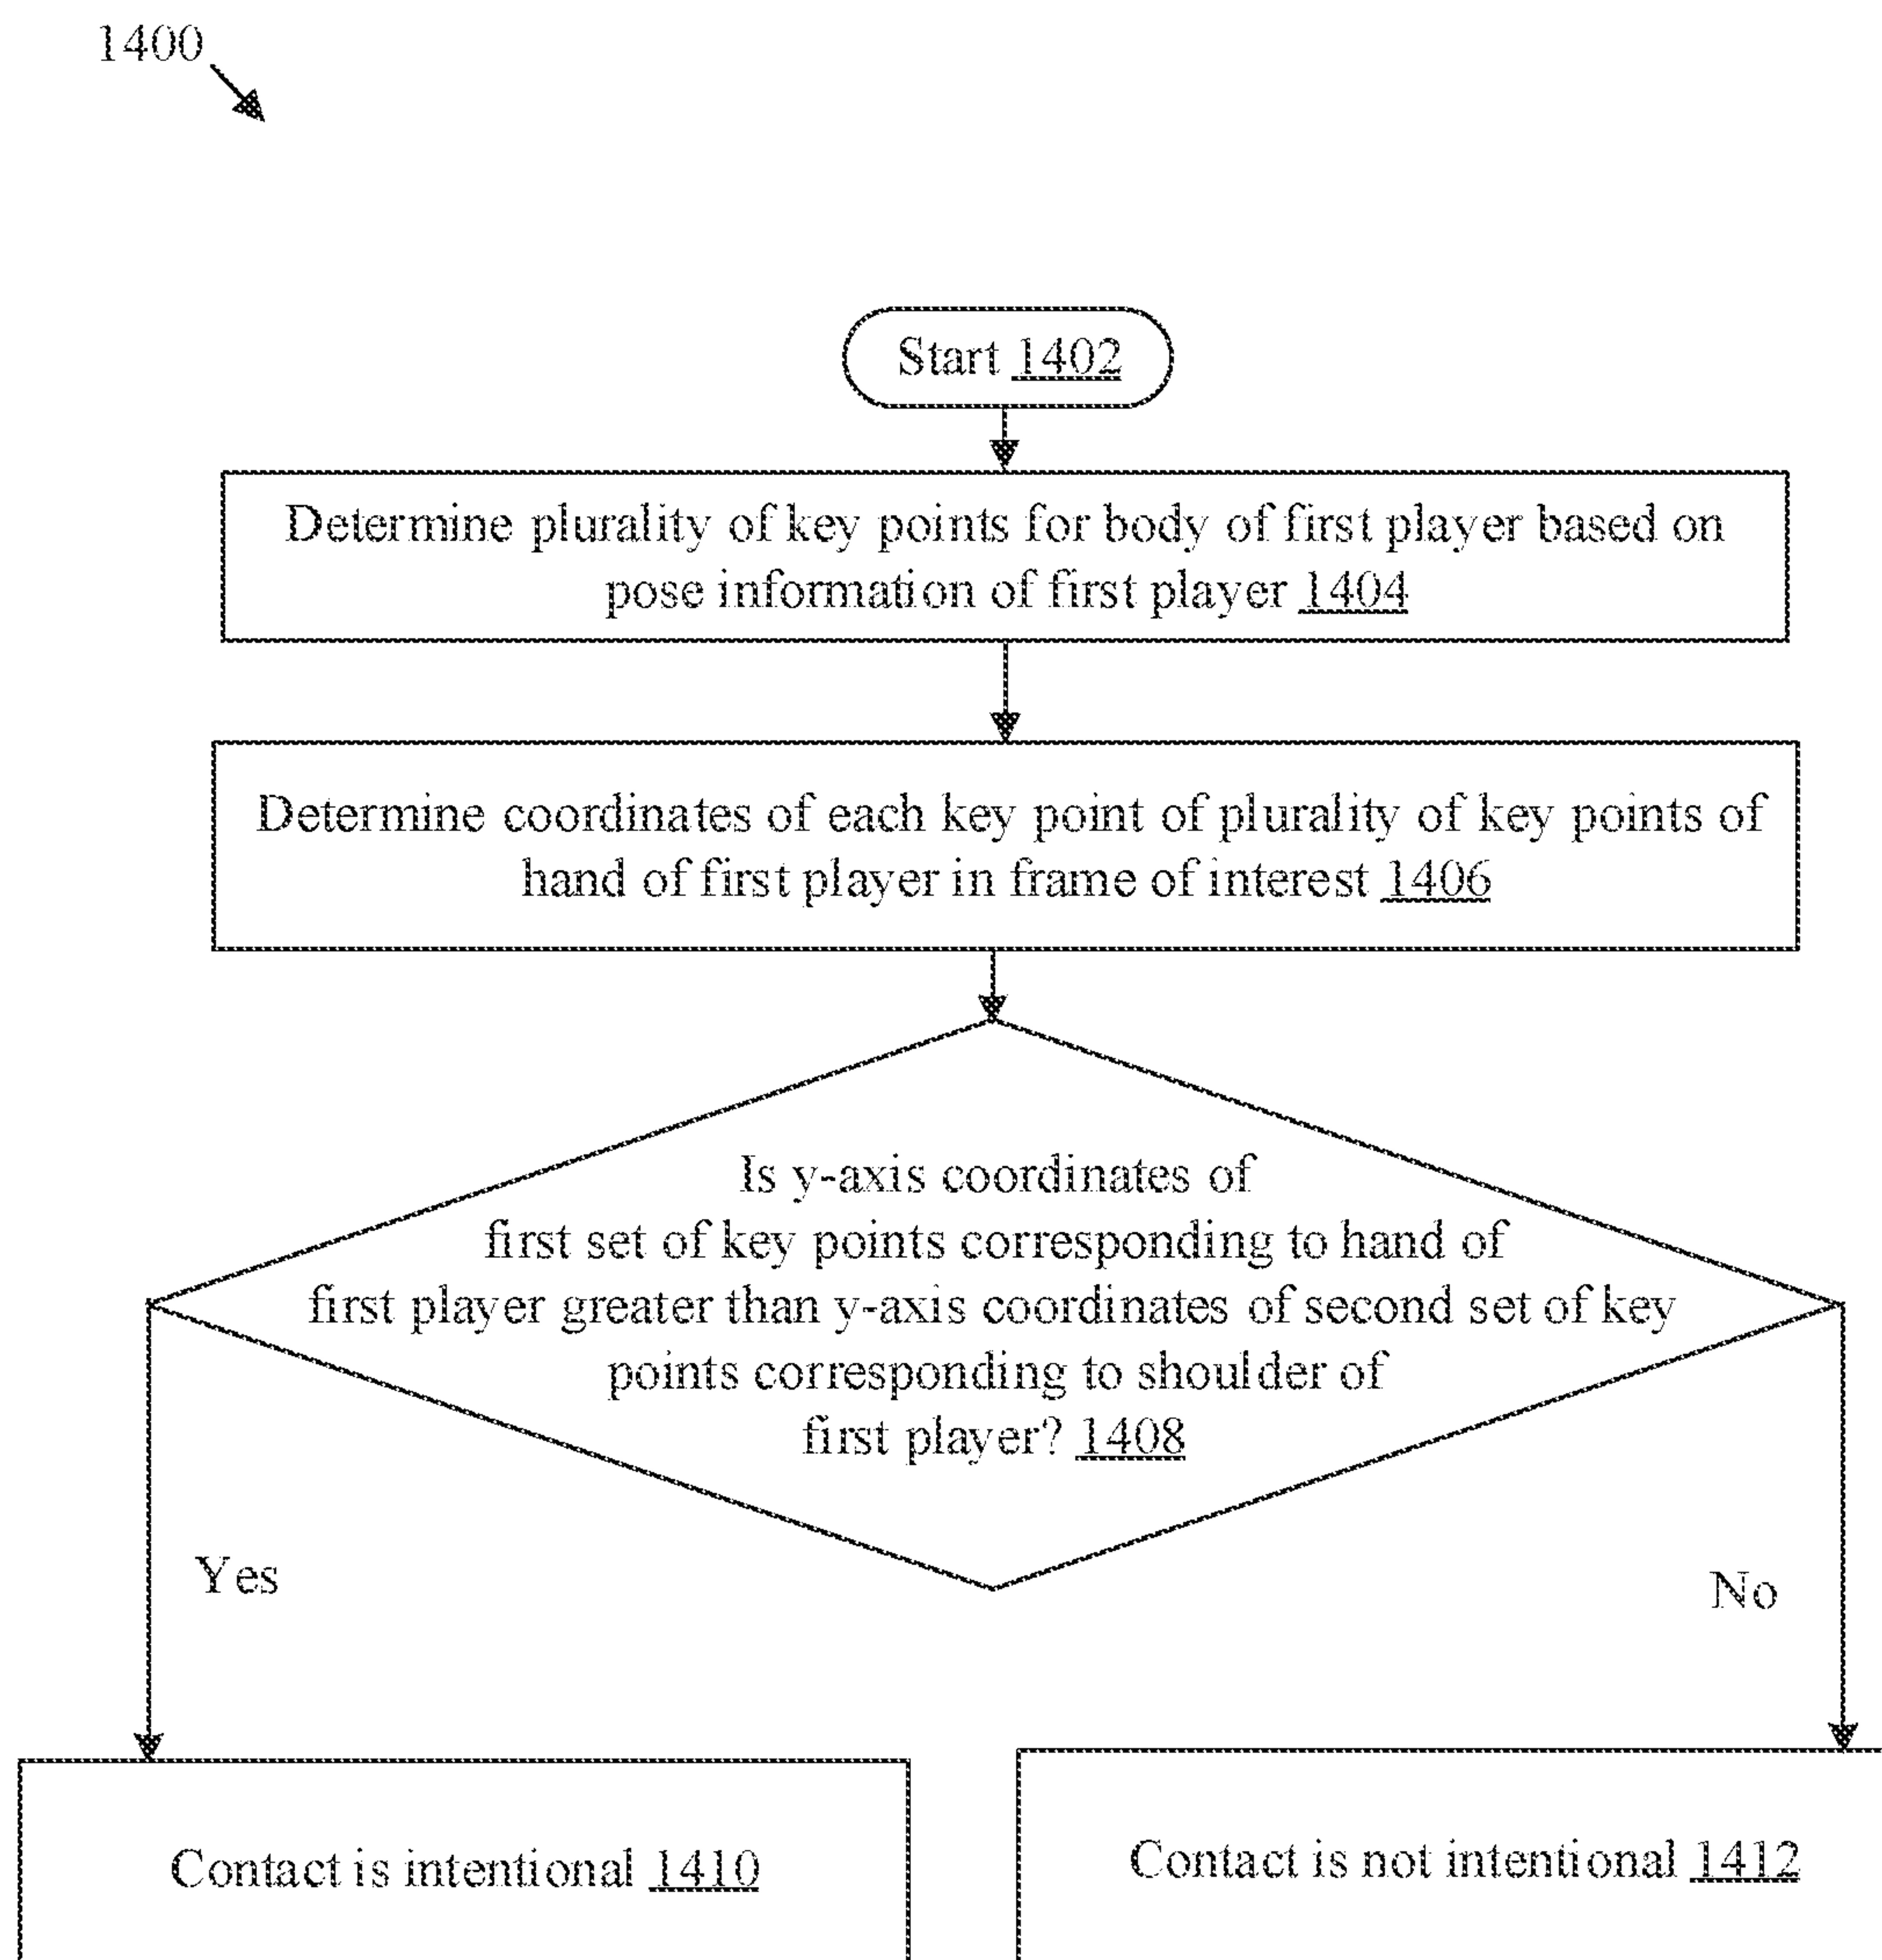 1400
Start 1402
Determine plurality of key points for body of first player based on
pose information of first player 1404
Determine coordinates of each key point of plurality of key points of
hand of first player in frame of interest 1406
Is y-axis coordinates of
first set of key points corresponding to hand of
first player greater than y-axis coordinates of second set of key
points corresponding to shoulder of
first player? 1408
Yes
No
Contact is intentional 1410
Contact is not intentional 1412